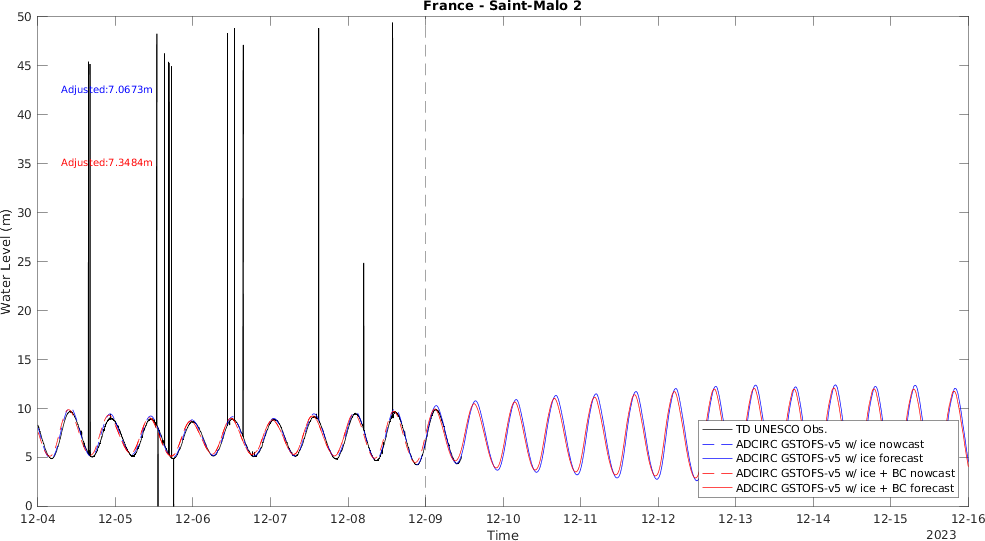 France - Saint-Malo 2
50
45
40
35
30
25
20
15
10
5
0
Water Level (m)
Adjusted:7.0673m
Adjusted:7.3484m
TD UNESCO Obs.
ADCIRC GSTOFS-v5 w/ ice nowcast
ADCIRC GSTOFS-v5 w/ ice forecast
ADCIRC GSTOFS-v5 w/ ice + BC nowcast
ADCIRC GSTOFS-v5 w/ ice + BC forecast
12-04 12-05 12-06 12-07 12-08 12-09 12-10 12-11 12-12 12-13 12-14 12-15 12-16
Time
2023